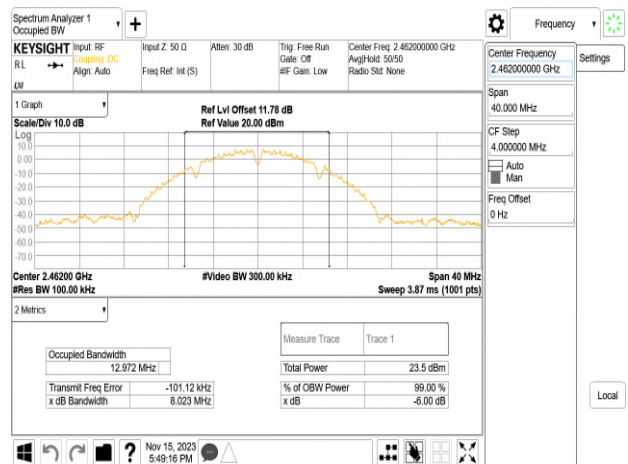 Spectrum Analyzer 1
Occupied BW
KEYSIGHT
RL
Input: RF
Coupling: DC
Align: Auto
Input Z: 50 Ω
Freq Ref: Int (S)
Atten: 30 dB
Trig: Free Run
Gate: Off
#IF Gain: Low
Center Freq: 2.462000000 GHz
Avg|Hold: 50/50
Radio Std: None
LXI
1 Graph
Scale/Div 10.0 dB
Ref Lvl Offset 11.78 dB
Ref Value 20.00 dBm
Log
10.0
0.00
-10.0
-20.0
-30.0
-40.0
-50.0
-60.0
-70.0
Center 2.46200 GHz
#Res BW 100.00 kHz
#Video BW 300.00 kHz
Span 40 MHz
Sweep 3.87 ms (1001 pts)
2 Metrics
Measure Trace Trace 1
Occupied Bandwidth
12.972 MHz
Total Power 23.5 dBm
Transmit Freq Error -101.12 kHz
% of OBW Power 99.00 %
x dB Bandwidth 8.023 MHz
x dB -6.00 dB
Nov 15, 2023
5:49:16 PM
?
Frequency
Center Frequency
2.462000000 GHz
Settings
Span
40.000 MHz
CF Step
4.000000 MHz
Auto
Man
Freq Offset
0 Hz
Local